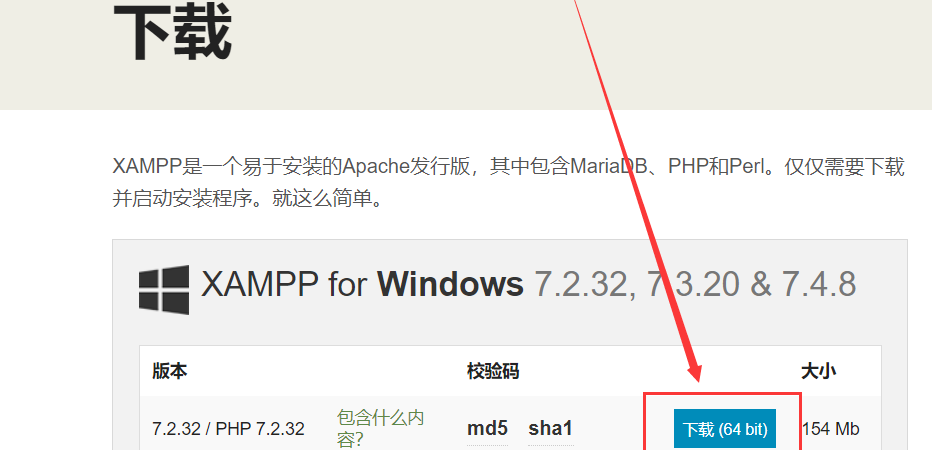 下载
XAMPP是一个易于安装的Apache发行版，其中包含MariaDB、PHP和Perl。仅仅需要下载
并启动安装程序。就这么简单。
XAMPP for Windows 7.2.32, 7.3.20 & 7.4.8
版本 校验码 大小
7.2.32 / PHP 7.2.32 包含什么内容? md5 sha1 下载 (64 bit) 154 Mb